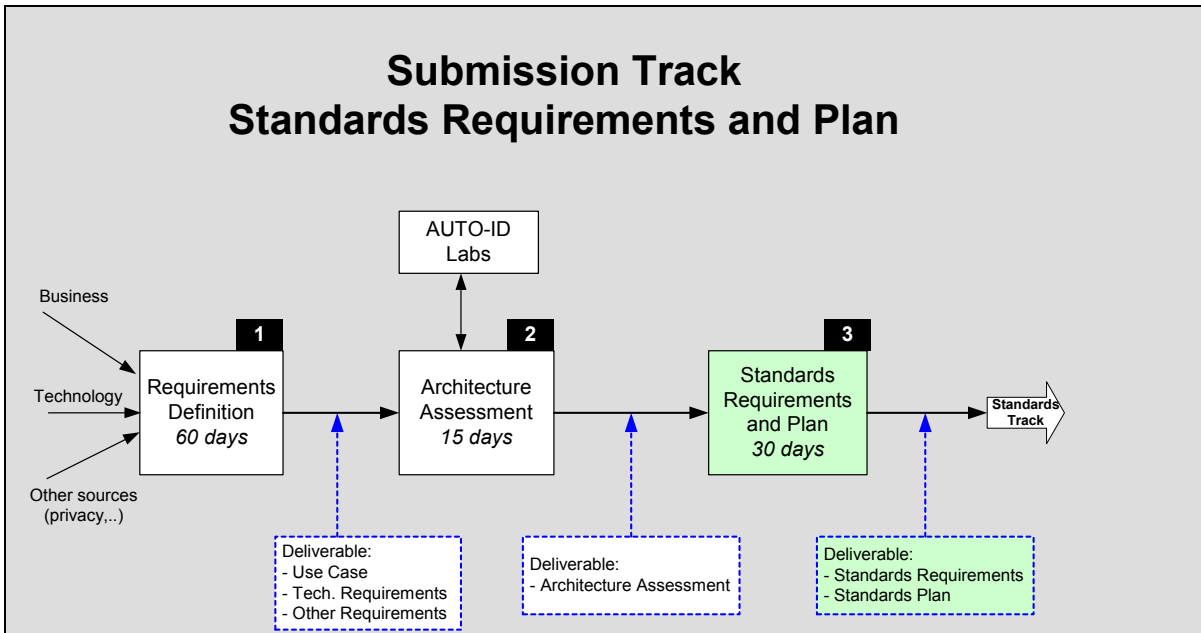 Submission Track
Standards Requirements and Plan
AUTO-ID
Labs
Business
Technology
Other sources
(privacy,..)
1
Requirements
Definition
60 days
2
Architecture
Assessment
15 days
3
Standards
Requirements
and Plan
30 days
Standards
Track
Deliverable:
- Use Case
- Tech. Requirements
- Other Requirements
Deliverable:
- Architecture Assessment
Deliverable:
- Standards Requirements
- Standards Plan